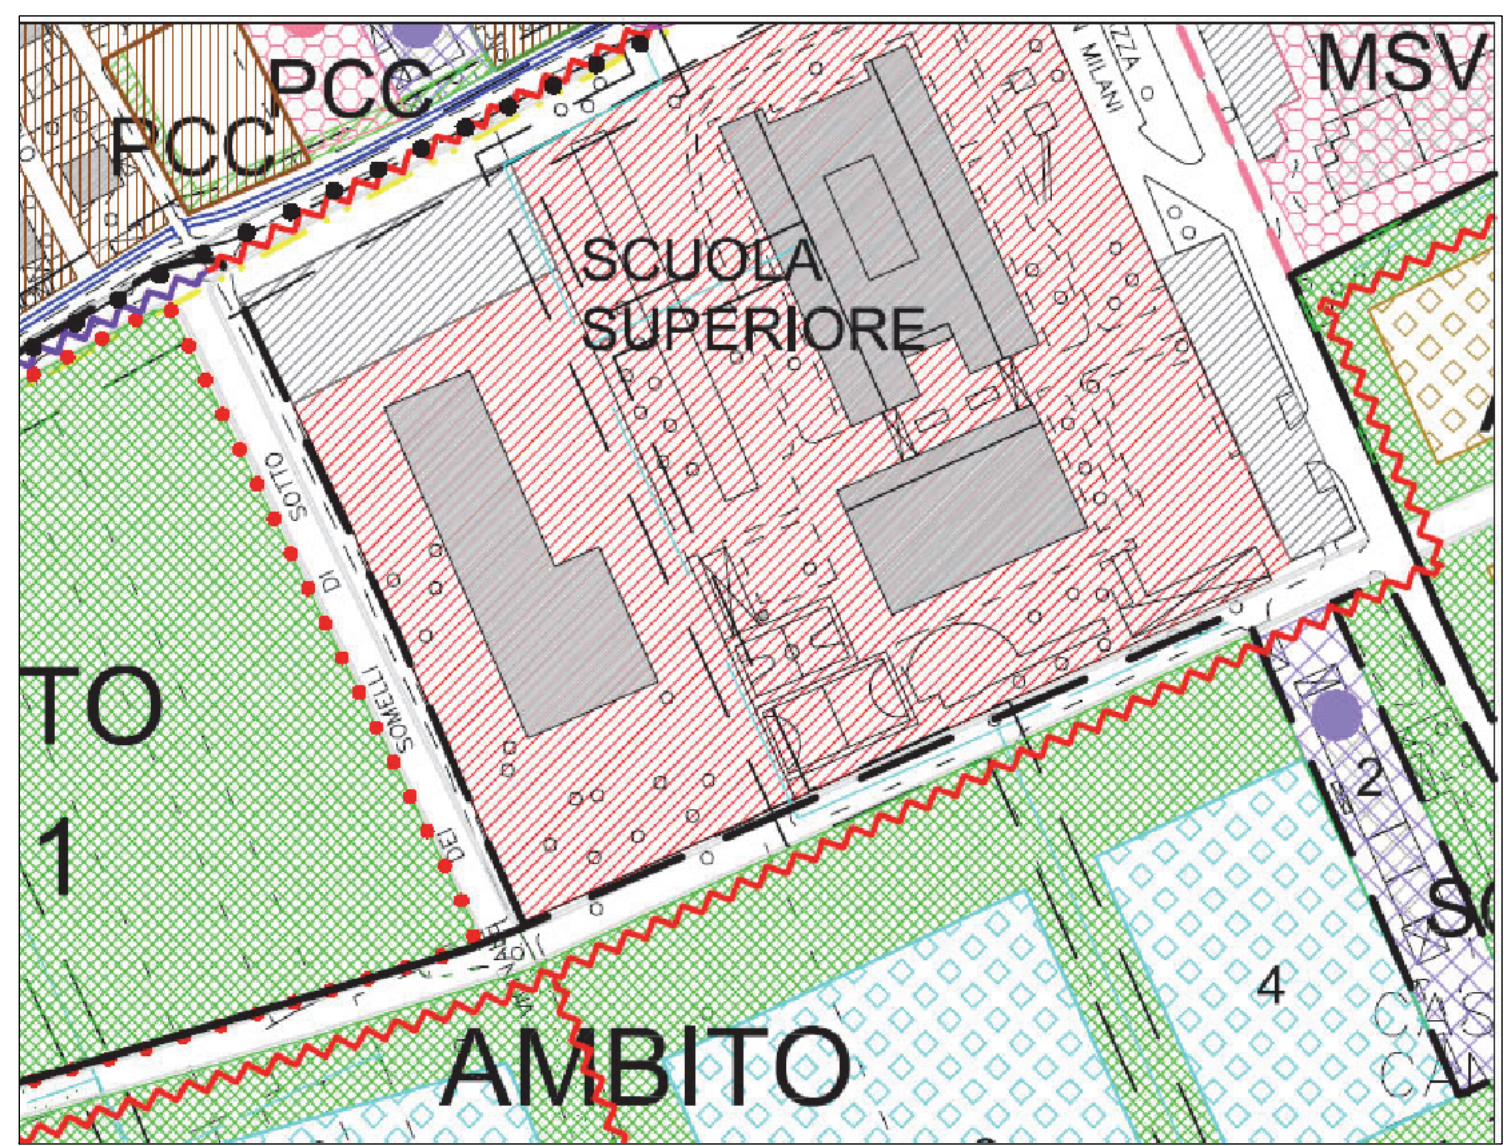 PCC
PCC
MSV
MILANI
SCUOLA
SUPERIORE
SOTTO
DI
SOMELLI
DEI
TO
1
2
4
AMBITO